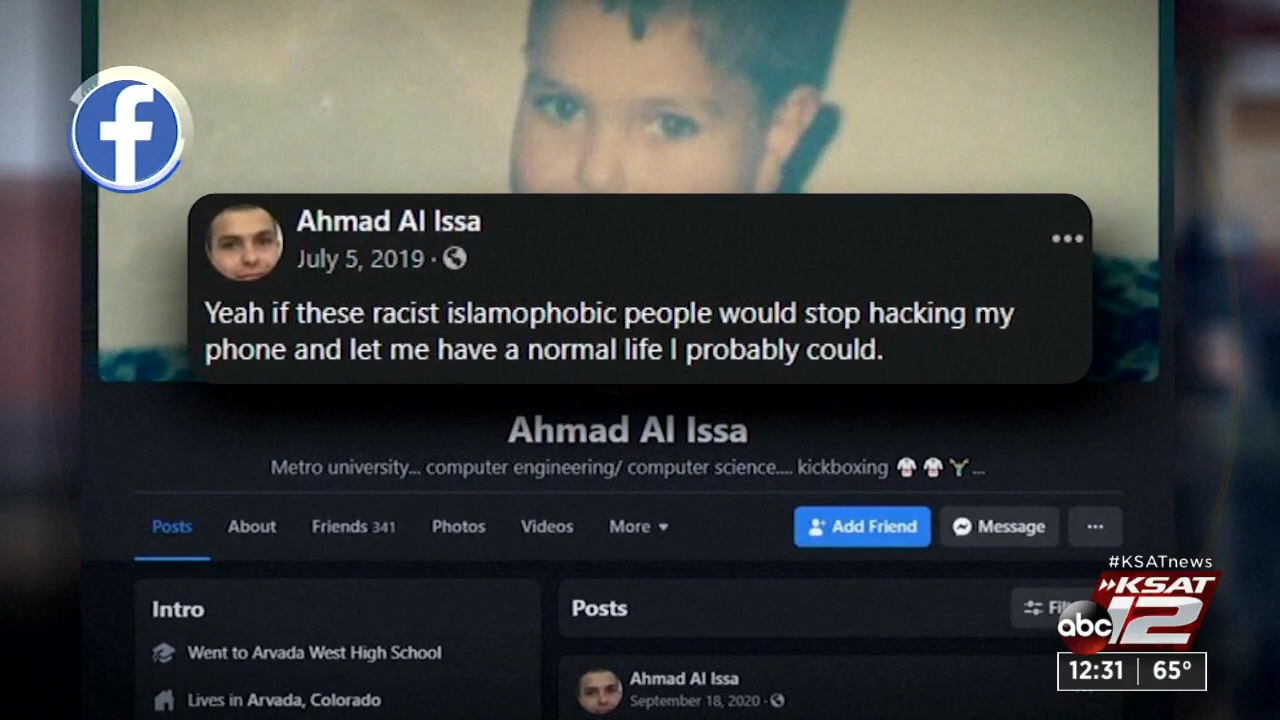 f
Ahmad Al Issa
July 5, 2019 ·
Yeah if these racist islamophobic people would stop hacking my
phone and let me have a normal life I probably could.
Ahmad Al Issa
Metro university... computer engineering/ computer science.... kickboxing ...
Posts About Friends 341 Photos Videos More Add Friend Message ...
Intro
Went to Arvada West High School
Lives in Arvada, Colorado
Posts
Ahmad Al Issa
September 18, 2020 ·
#KSATnews
KSAT
abc 12
12:31 65°